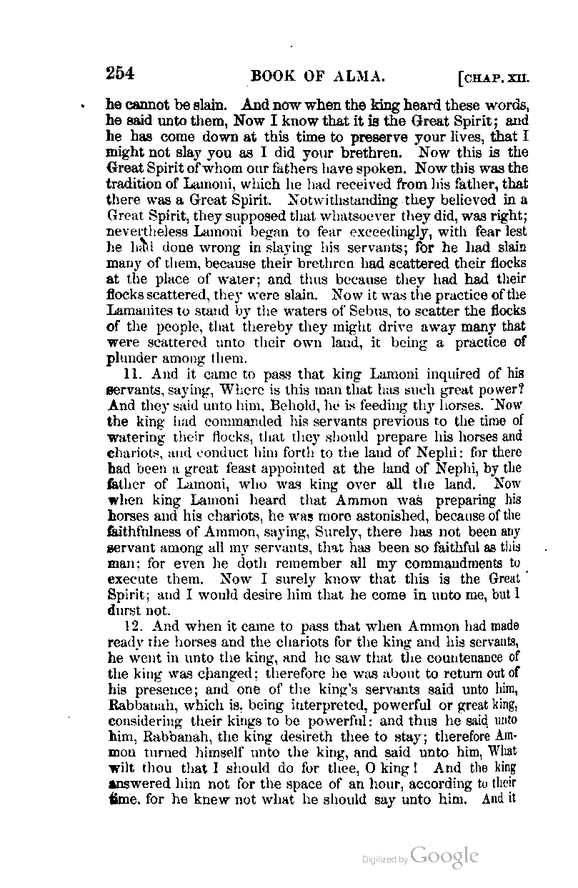 254 BOOK OF ALMA. [CHAP. XII.
he cannot be slain. And now when the king heard these words,
he said unto them, Now I know that it is the Great Spirit; and
he has come down at this time to preserve your lives, that I
might not slay you as I did your brethren. Now this is the
Great Spirit of whom our fathers have spoken. Now this was the
tradition of Lamoni, which he had received from his father, that
there was a Great Spirit. Notwithstanding they believed in a
Great Spirit, they supposed that whatsoever they did, was right;
nevertheless Lamoni began to fear exceedingly, with fear lest
he had done wrong in slaying his servants; for he had slain
many of them, because their brethren had scattered their flocks
at the place of water; and thus because they had had their
flocks scattered, they were slain. Now it was the practice of the
Lamanites to stand by the waters of Sebus, to scatter the flocks
of the people, that thereby they might drive away many that
were scattered unto their own land, it being a practice of
plunder among them.
11. And it came to pass that king Lamoni inquired of his
servants, saying, Where is this man that has such great power?
And they said unto him, Behold, he is feeding thy horses. Now
the king had commanded his servants previous to the time of
watering their flocks, that they should prepare his horses and
chariots, and conduct him forth to the land of Nephi: for there
had been a great feast appointed at the land of Nephi, by the
father of Lamoni, who was king over all the land. Now
when king Lamoni heard that Ammon was preparing his
horses and his chariots, he was more astonished, because of the
faithfulness of Ammon, saying, Surely, there has not been any
servant among all my servants, that has been so faithful as this
man; for even he doth remember all my commandments to
execute them. Now I surely know that this is the Great
Spirit; and I would desire him that he come in unto me, but I
durst not.
12. And when it came to pass that when Ammon had made
ready the horses and the chariots for the king and his servants,
he went in unto the king, and he saw that the countenance of
the king was changed; therefore he was about to return out of
his presence; and one of the king's servants said unto him,
Rabbanah, which is, being interpreted, powerful or great king,
considering their kings to be powerful: and thus he said unto
him, Rabbanah, the king desireth thee to stay; therefore Am-
mon turned himself unto the king, and said unto him, What
wilt thou that I should do for thee, O king! And the king
answered him not for the space of an hour, according to their
time, for he knew not what he should say unto him. And it
Digitized by Google